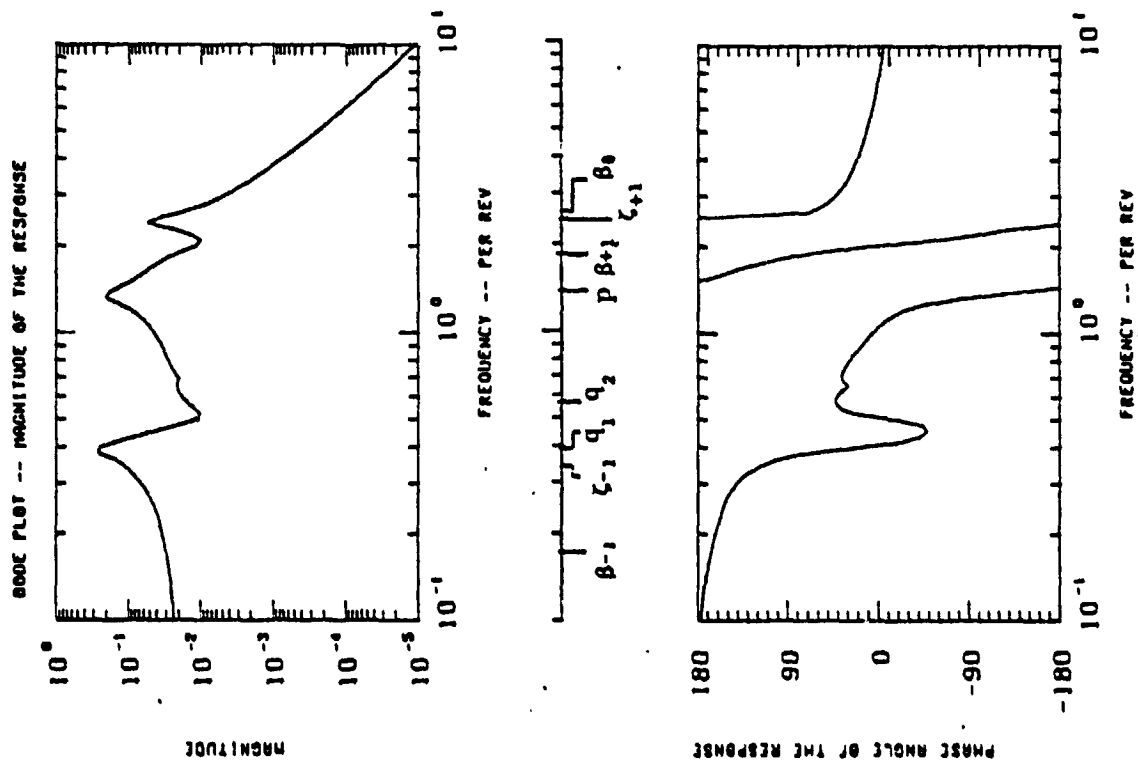 BODE PLOT -- MAGNITUDE OF THE RESPONSE
MAGNITUDE
10⁰
10⁻¹
10⁻²
10⁻³
10⁻⁴
10⁻⁵
10⁻¹ 10⁰ 10¹
FREQUENCY -- PER REV
β₋₁ ζ₋₁ q₁ q₂ p β₊₁ ζ₊₁ β₀
PHASE ANGLE OF THE RESPONSE
180
90
0
-90
-180
10⁻¹ 10⁰ 10¹
FREQUENCY -- PER REV